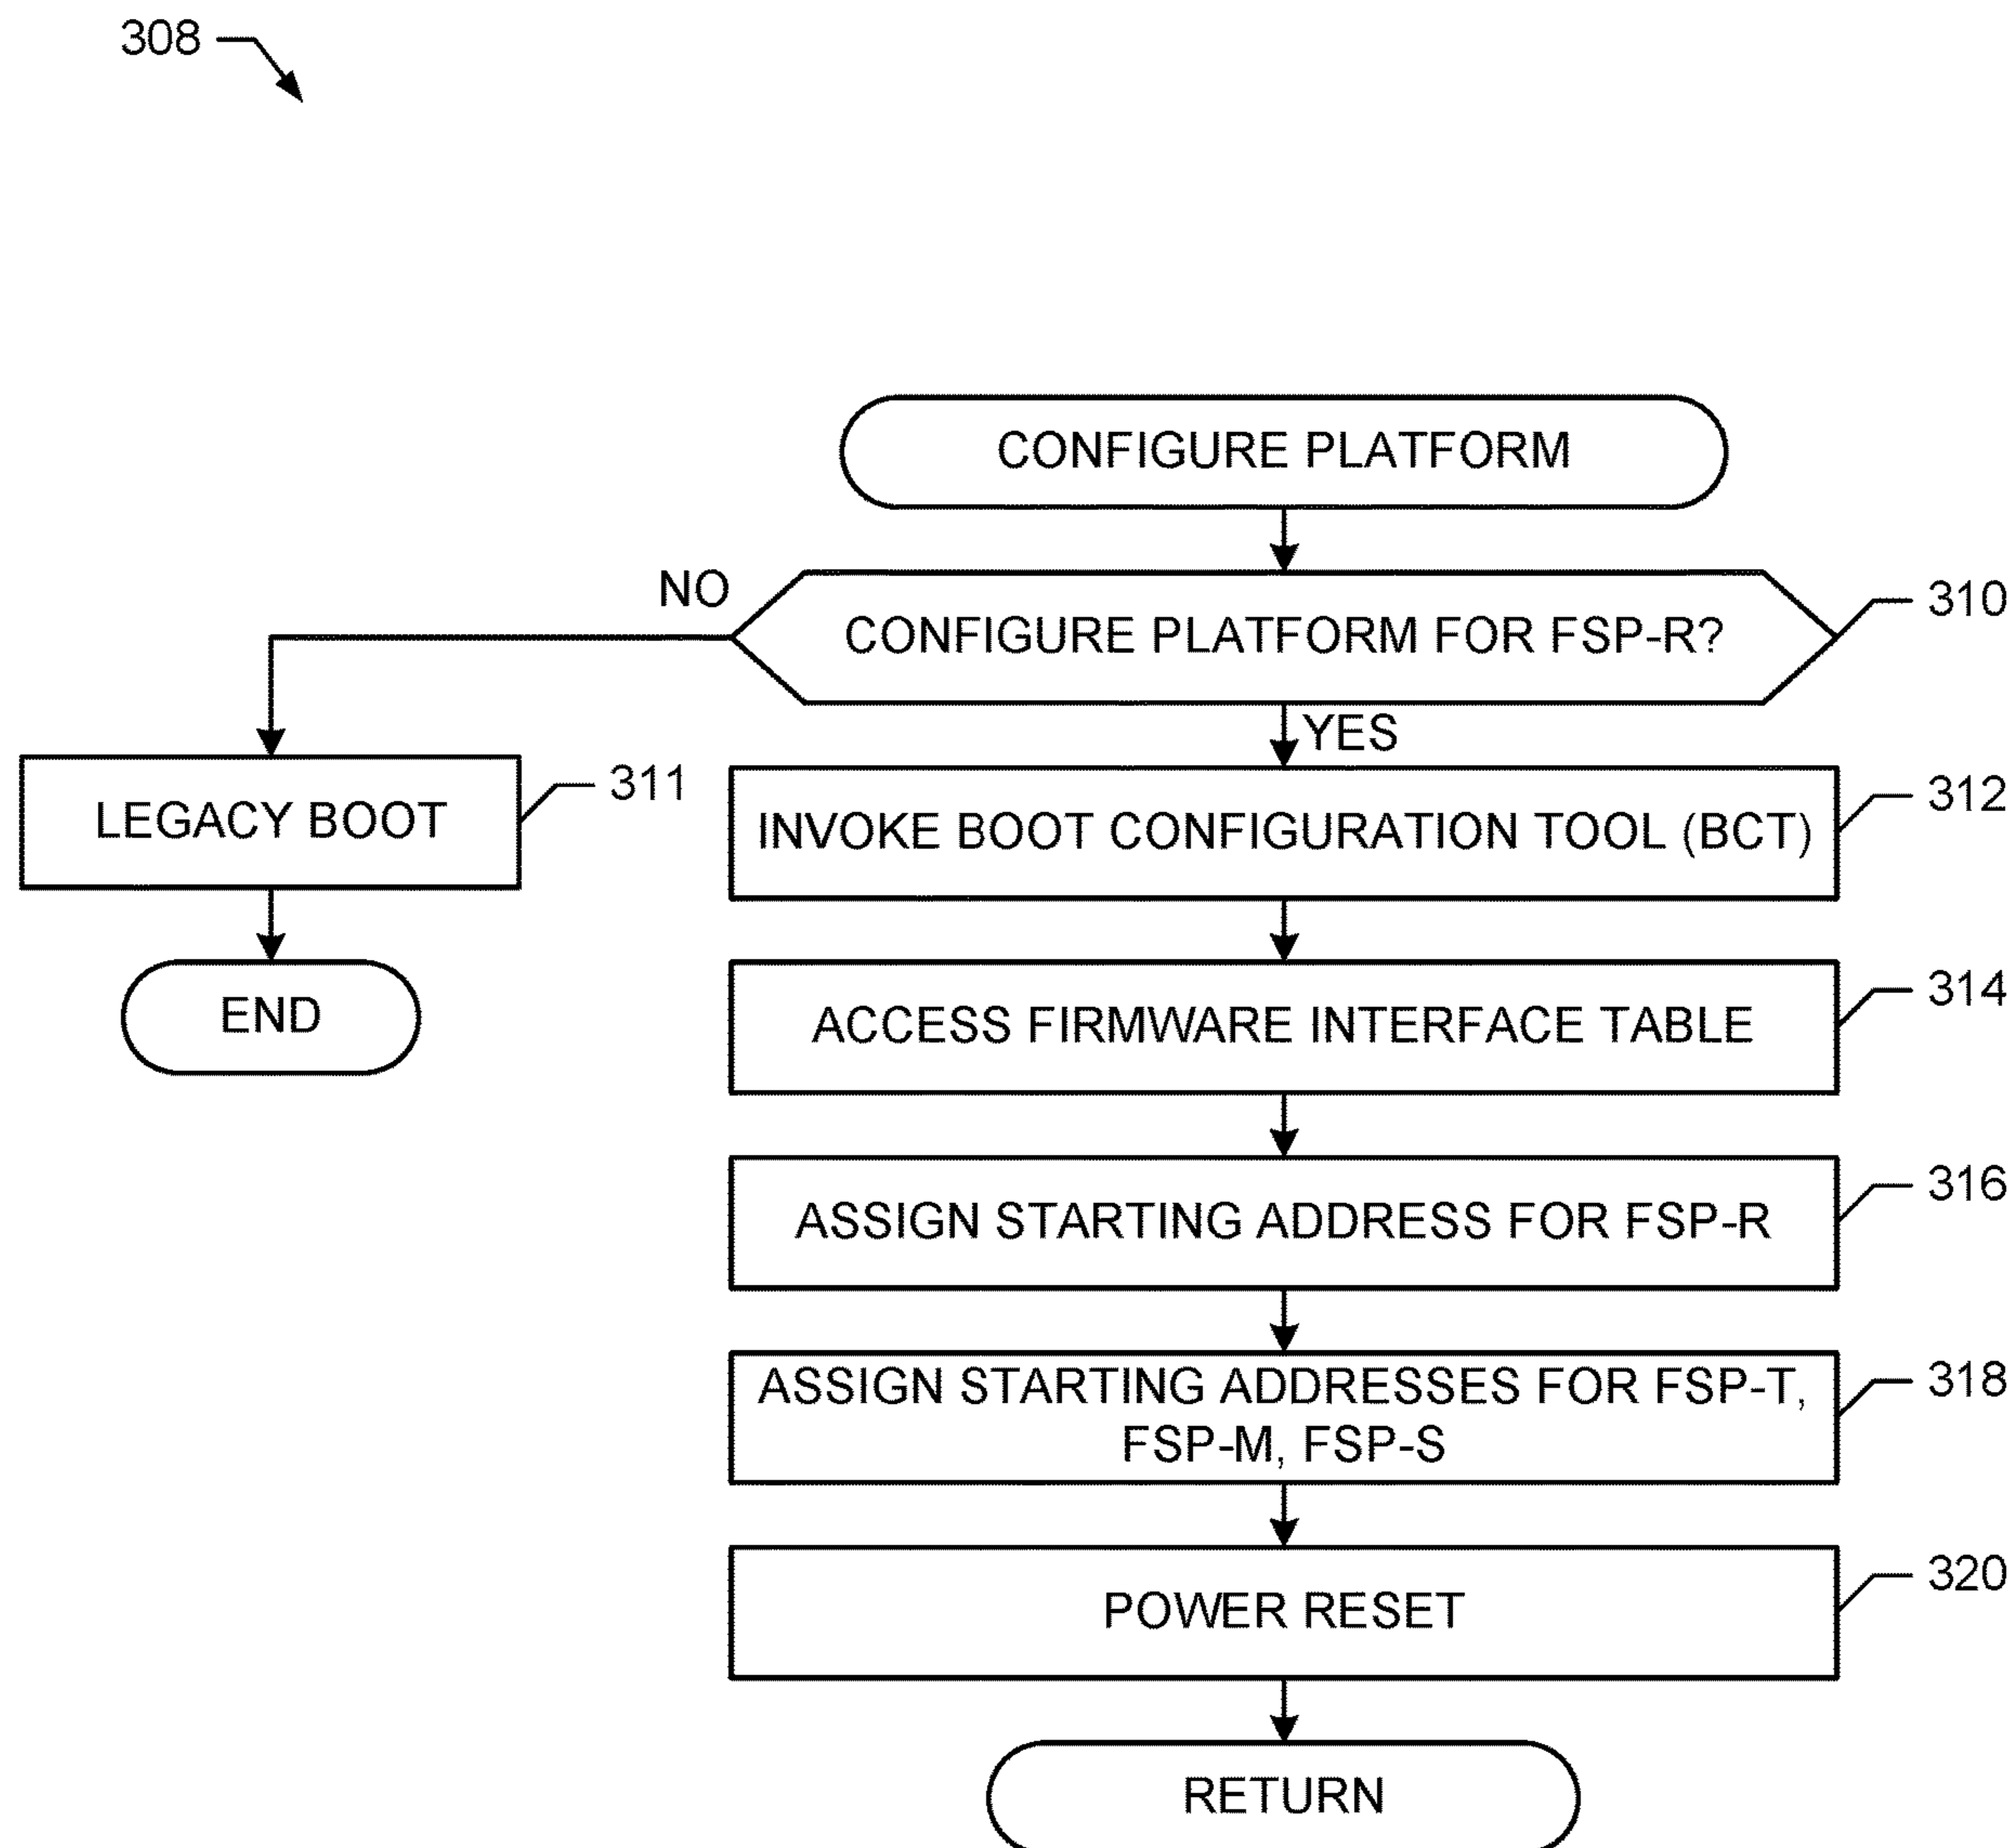 308
CONFIGURE PLATFORM
NO
CONFIGURE PLATFORM FOR FSP-R?
310
YES
LEGACY BOOT
311
INVOKE BOOT CONFIGURATION TOOL (BCT)
312
END
ACCESS FIRMWARE INTERFACE TABLE
314
ASSIGN STARTING ADDRESS FOR FSP-R
316
ASSIGN STARTING ADDRESSES FOR FSP-T,
FSP-M, FSP-S
318
POWER RESET
320
RETURN